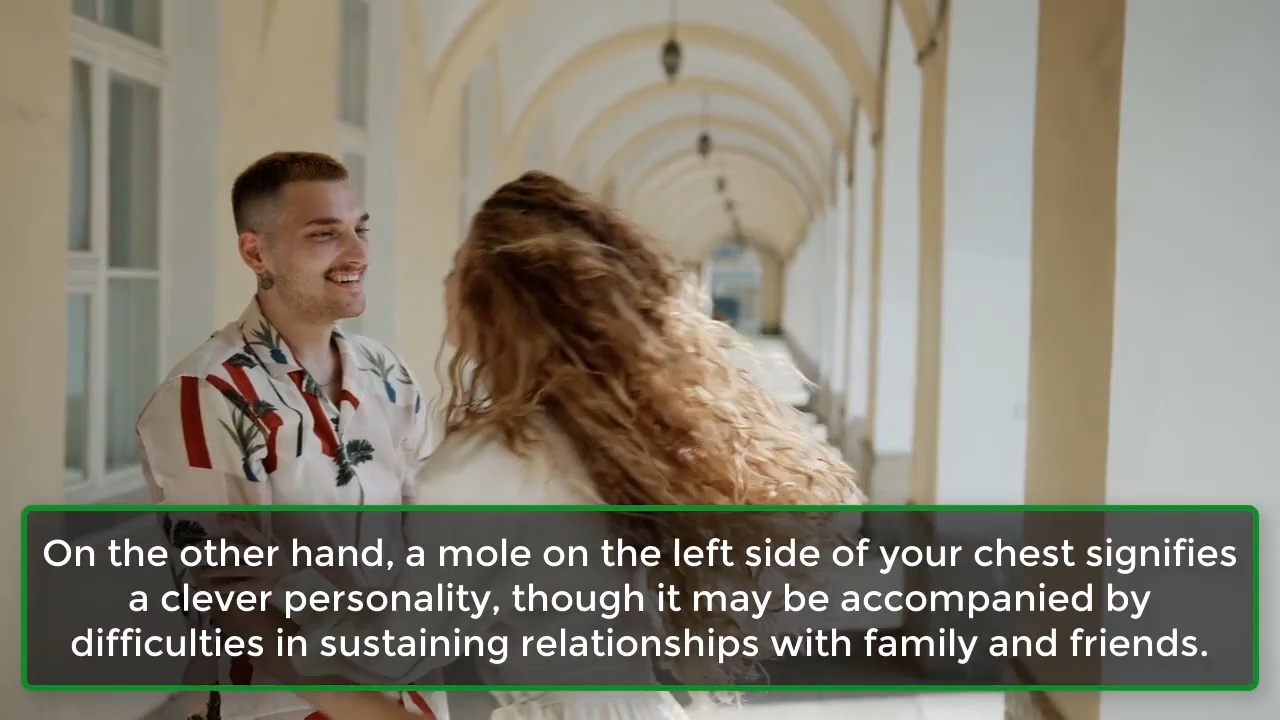 On the other hand, a mole on the left side of your chest signifies
a clever personality, though it may be accompanied by
difficulties in sustaining relationships with family and friends.